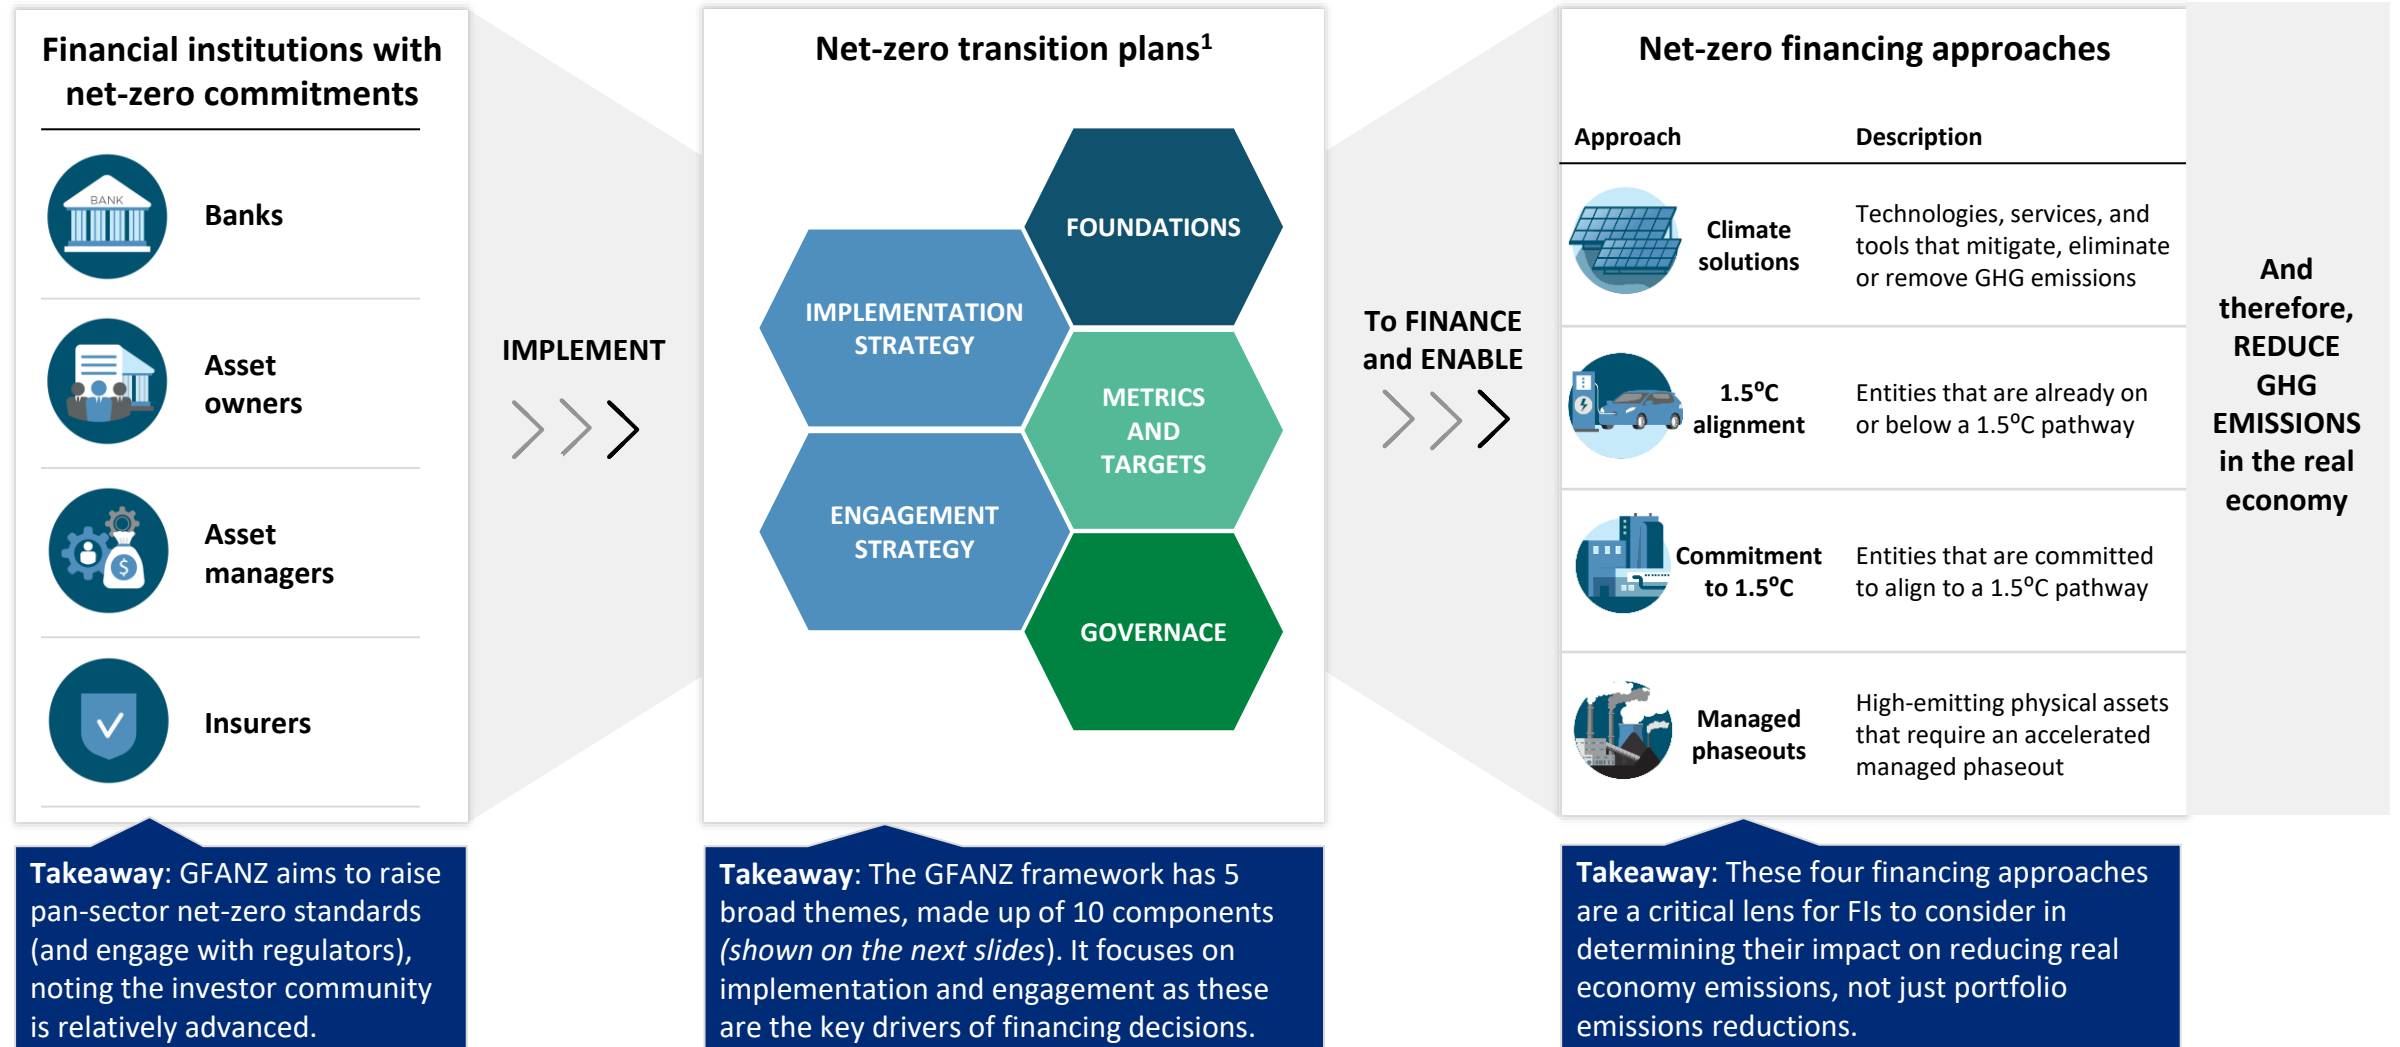 Financial institutions with
net-zero commitments
BANK
Banks
Asset
owners
Asset
managers
$
Insurers
Takeaway: GFANZ aims to raise
pan-sector net-zero standards
(and engage with regulators),
noting the investor community
is relatively advanced.
IMPLEMENT
Net-zero transition plans¹
FOUNDATIONS
IMPLEMENTATION
STRATEGY
METRICS
AND
TARGETS
ENGAGEMENT
STRATEGY
GOVERNACE
Takeaway: The GFANZ framework has 5
broad themes, made up of 10 components
(shown on the next slides). It focuses on
implementation and engagement as these
are the key drivers of financing decisions.
To FINANCE
and ENABLE
Net-zero financing approaches
Approach Description
Climate
solutions
Technologies, services, and
tools that mitigate, eliminate
or remove GHG emissions
1.5⁰C
alignment
Entities that are already on
or below a 1.5⁰C pathway
Commitment
to 1.5⁰C
Entities that are committed
to align to a 1.5⁰C pathway
Managed
phaseouts
High-emitting physical assets
that require an accelerated
managed phaseout
Takeaway: These four financing approaches
are a critical lens for FIs to consider in
determining their impact on reducing real
economy emissions, not just portfolio
emissions reductions.
And
therefore,
REDUCE
GHG
EMISSIONS
in the real
economy